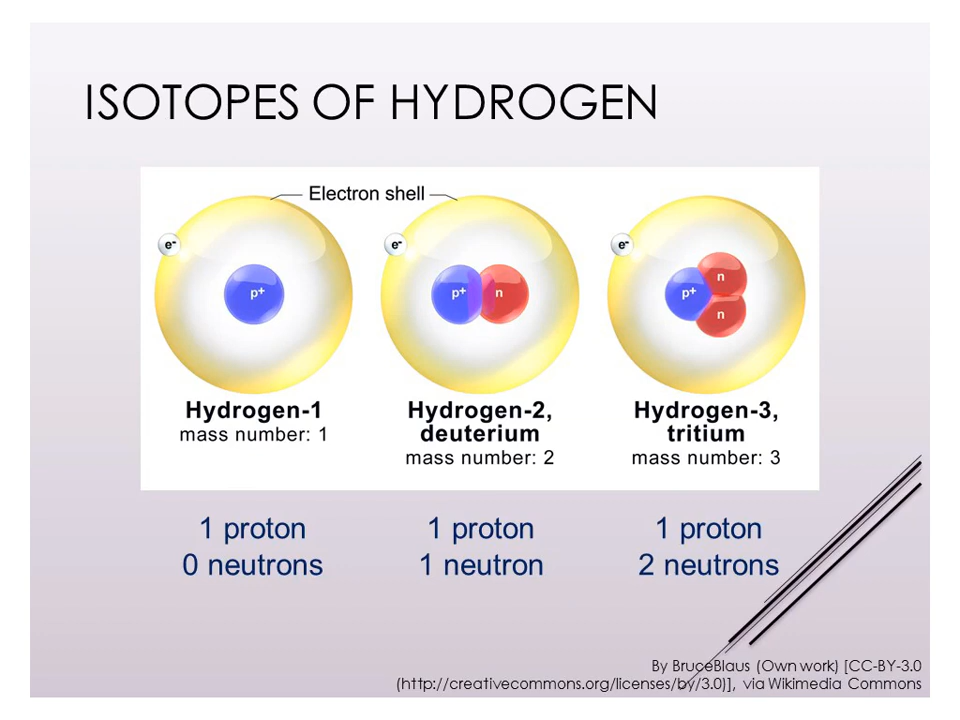 ISOTOPES OF HYDROGEN
Electron shell
e-
p+
e-
p+
n
e-
p+
n
n
Hydrogen-1
mass number: 1
Hydrogen-2,
deuterium
mass number: 2
Hydrogen-3,
tritium
mass number: 3
1 proton
0 neutrons
1 proton
1 neutron
1 proton
2 neutrons
By BruceBlaus (Own work) [CC-BY-3.0
(http://creativecommons.org/licenses/by/3.0)], via Wikimedia Commons